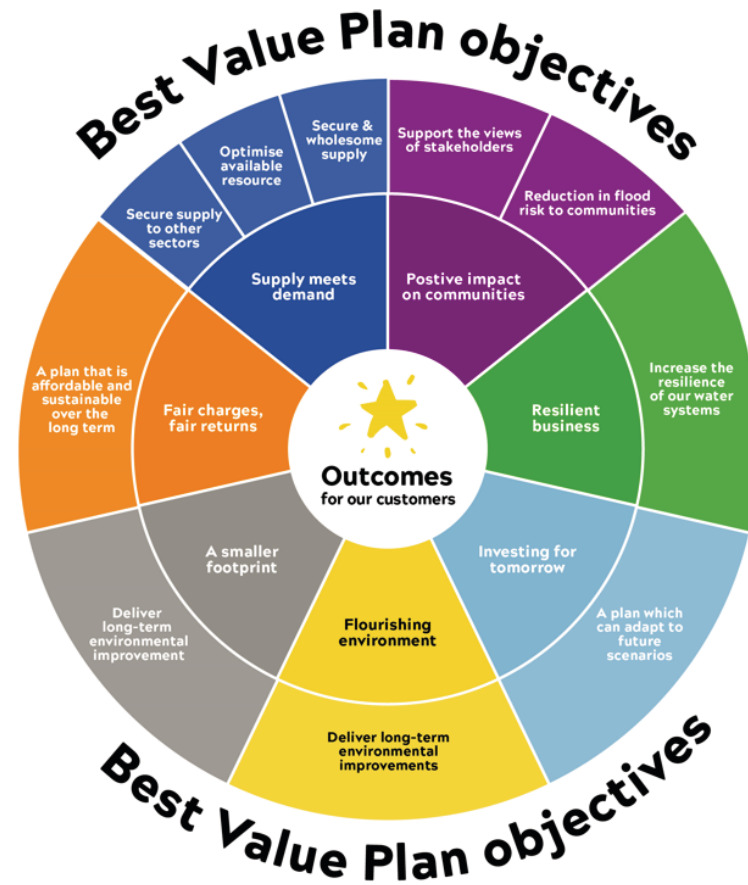 Best Value Plan objectives
Secure &
wholesome
supply
Support the views
of stakeholders
Optimise
available
resource
Reduction in flood
risk to communities
Secure supply
to other
sectors
Supply meets
demand
Postive impact
on communities
A plan that is
affordable and
sustainable
over the
long term
Fair charges,
fair returns
Resilient
business
Increase the
resilience
of our water
systems
Outcomes
for our customers
A smaller
footprint
Investing for
tomorrow
Deliver
long-term
environmental
improvement
Flourishing
environment
A plan which
can adapt to
future
scenarios
Deliver long-term
environmental
improvements
Best Value Plan objectives